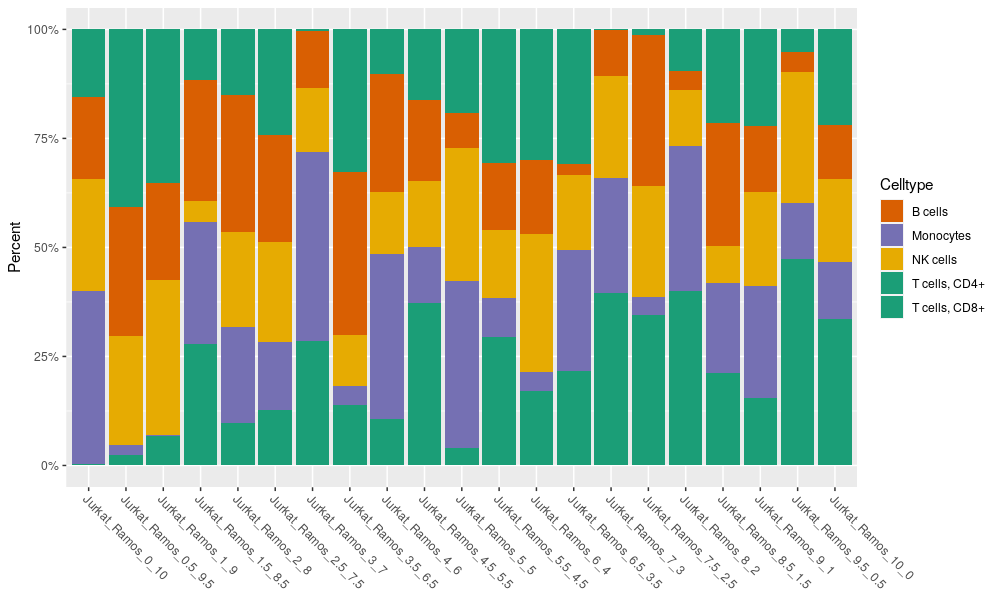 100%
75%
50%
25%
0%
Percent
Jurkat_Ramos_0_10
Jurkat_Ramos_0.5_9.5
Jurkat_Ramos_1_9
Jurkat_Ramos_1.5_8.5
Jurkat_Ramos_2_8
Jurkat_Ramos_2.5_7.5
Jurkat_Ramos_3_7
Jurkat_Ramos_3.5_6.5
Jurkat_Ramos_4_6
Jurkat_Ramos_4.5_5.5
Jurkat_Ramos_5_5
Jurkat_Ramos_5.5_4.5
Jurkat_Ramos_6_4
Jurkat_Ramos_6.5_3.5
Jurkat_Ramos_7_3
Jurkat_Ramos_7.5_2.5
Jurkat_Ramos_8_2
Jurkat_Ramos_8.5_1.5
Jurkat_Ramos_9_1
Jurkat_Ramos_9.5_0.5
Jurkat_Ramos_10_0
Celltype
B cells
Monocytes
NK cells
T cells, CD4+
T cells, CD8+